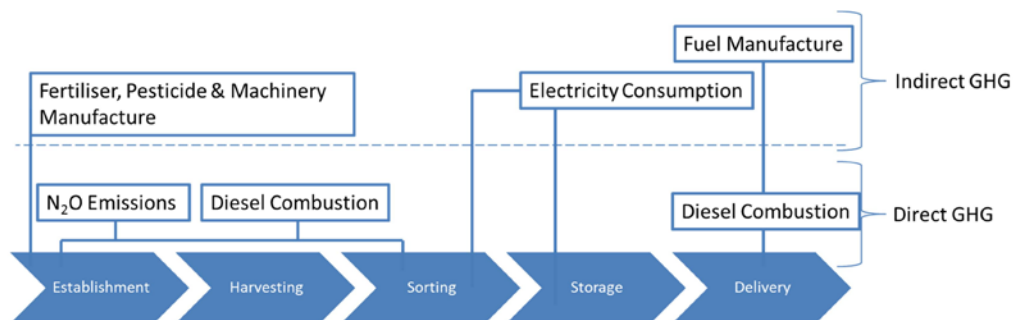 Fuel Manufacture
Indirect GHG
Fertiliser, Pesticide & Machinery
Manufacture
Electricity Consumption
N₂O Emissions
Diesel Combustion
Diesel Combustion
Direct GHG
Establishment
Harvesting
Sorting
Storage
Delivery